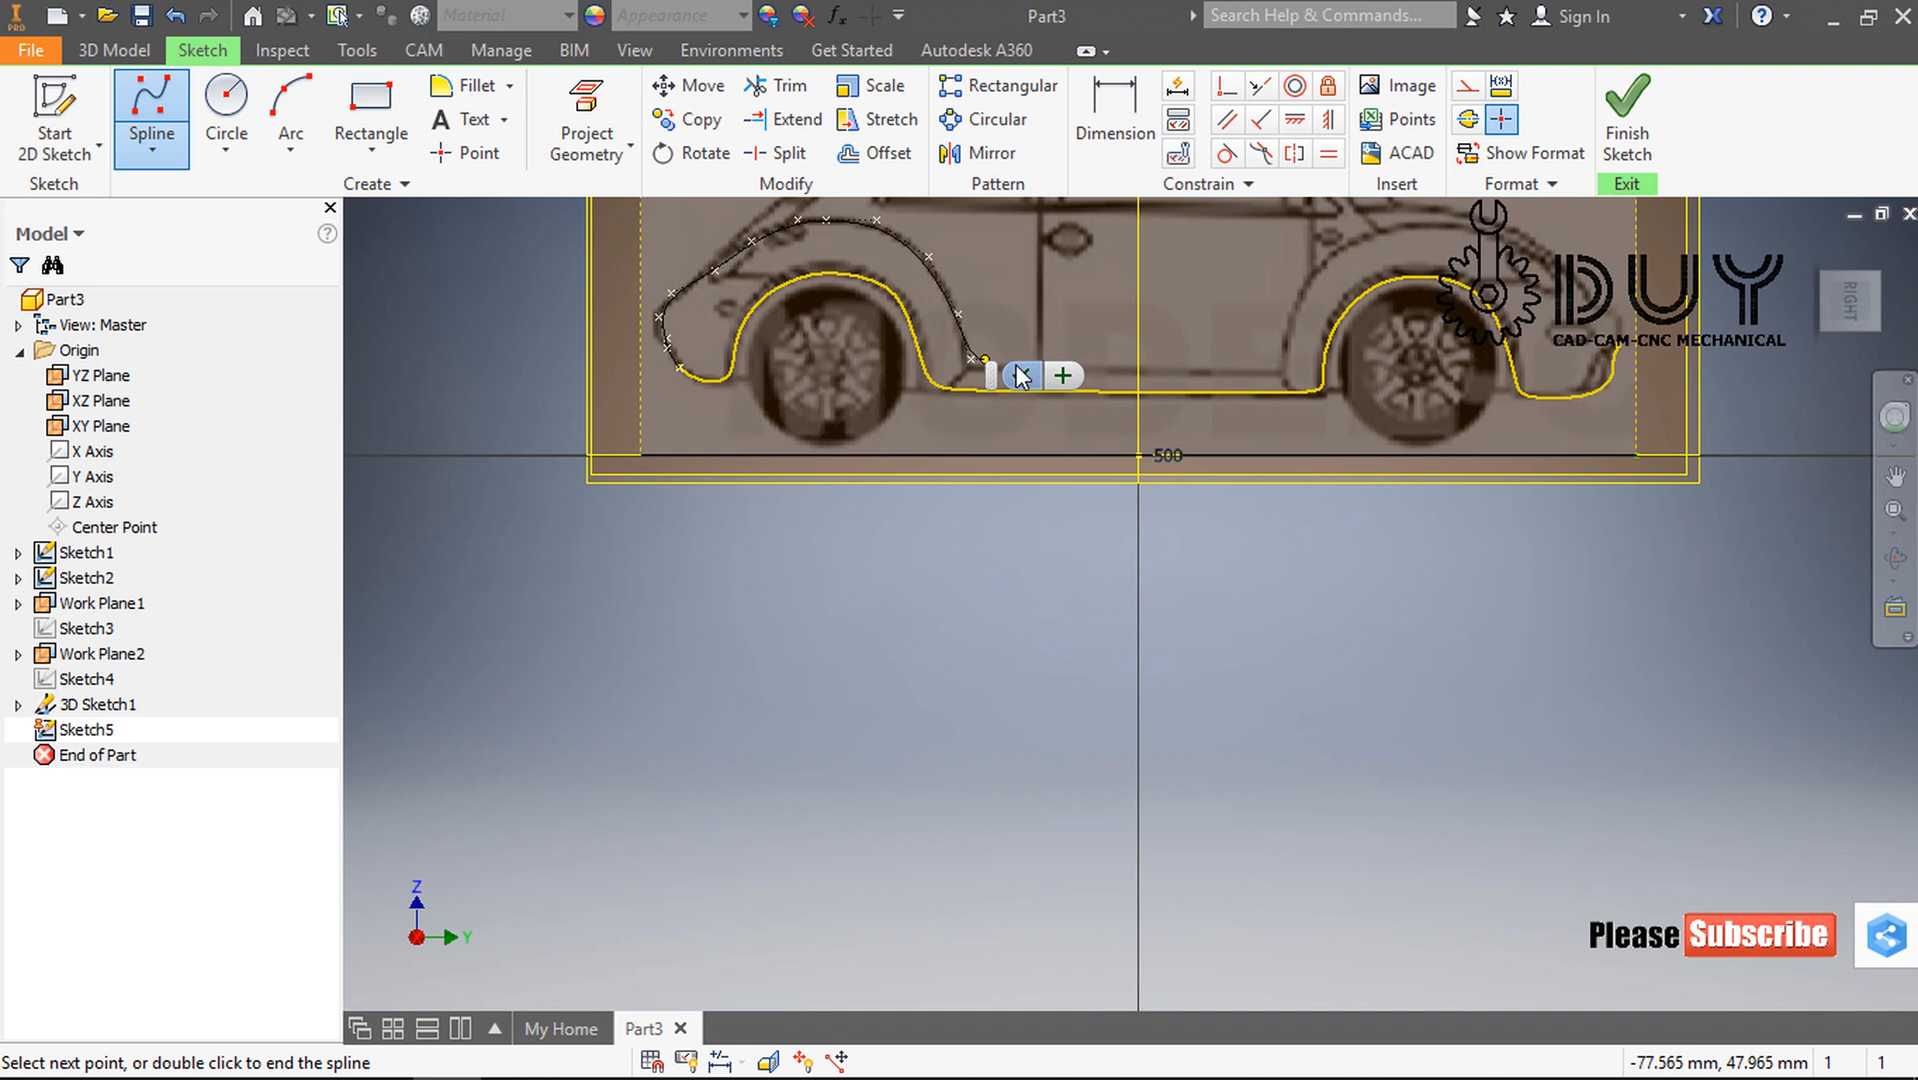 Material
Appearance
Part3
Search Help & Commands...
Sign In
PRO
File
3D Model
Sketch
Inspect
Tools
CAM
Manage
BIM
View
Environments
Get Started
Autodesk A360
Start
2D Sketch
Spline
Circle
Arc
Rectangle
Fillet
Text
Point
Project
Geometry
Move
Copy
Rotate
Trim
Extend
Split
Scale
Stretch
Offset
Rectangular
Circular
Mirror
Dimension
Image
Points
ACAD
Show Format
Finish
Sketch
Sketch
Create
Modify
Pattern
Constrain
Insert
Format
Exit
Model
Part3
View: Master
Origin
YZ Plane
XZ Plane
XY Plane
X Axis
Y Axis
Z Axis
Center Point
Sketch1
Sketch2
Work Plane1
Sketch3
Work Plane2
Sketch4
3D Sketch1
Sketch5
End of Part
DUY
CAD-CAM-CNC MECHANICAL
RIGHT
500
Z
Y
Please Subscribe
My Home
Part3
Select next point, or double click to end the spline
-77.565 mm, 47.965 mm
1
1